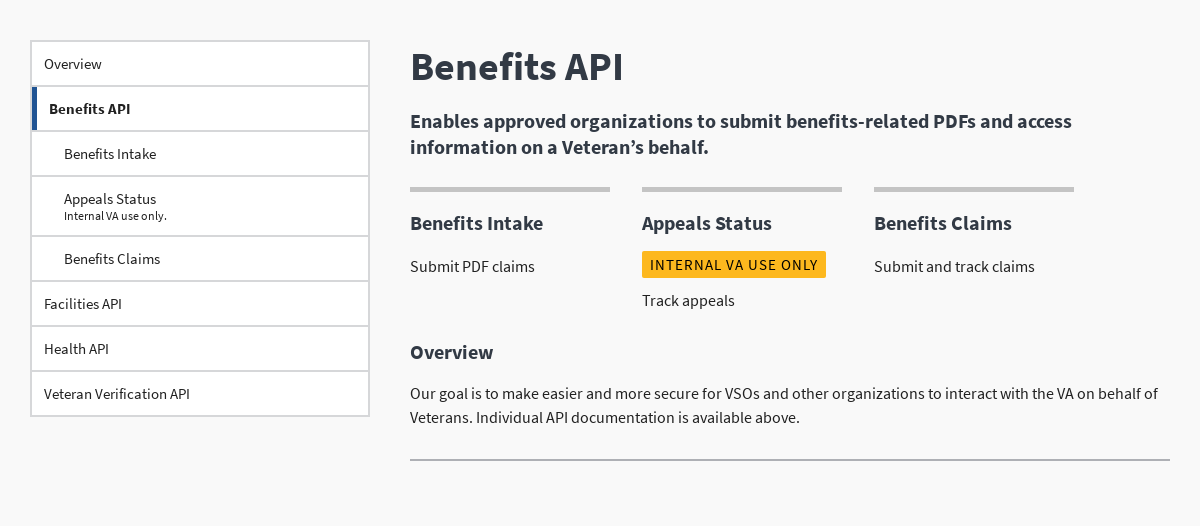 Overview
Benefits API
Benefits Intake
Appeals Status
Internal VA use only.
Benefits Claims
Facilities API
Health API
Veteran Verification API
Benefits API
Enables approved organizations to submit benefits-related PDFs and access
information on a Veteran’s behalf.
Benefits Intake
Submit PDF claims
Appeals Status
INTERNAL VA USE ONLY
Track appeals
Benefits Claims
Submit and track claims
Overview
Our goal is to make easier and more secure for VSOs and other organizations to interact with the VA on behalf of
Veterans. Individual API documentation is available above.